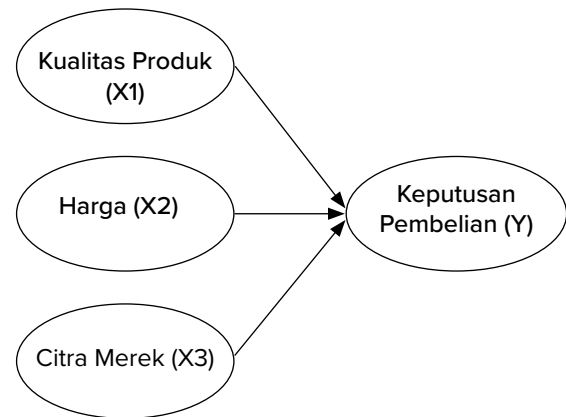 Kualitas Produk
(X1)
Harga (X2)
Keputusan
Pembelian (Y)
Citra Merek (X3)